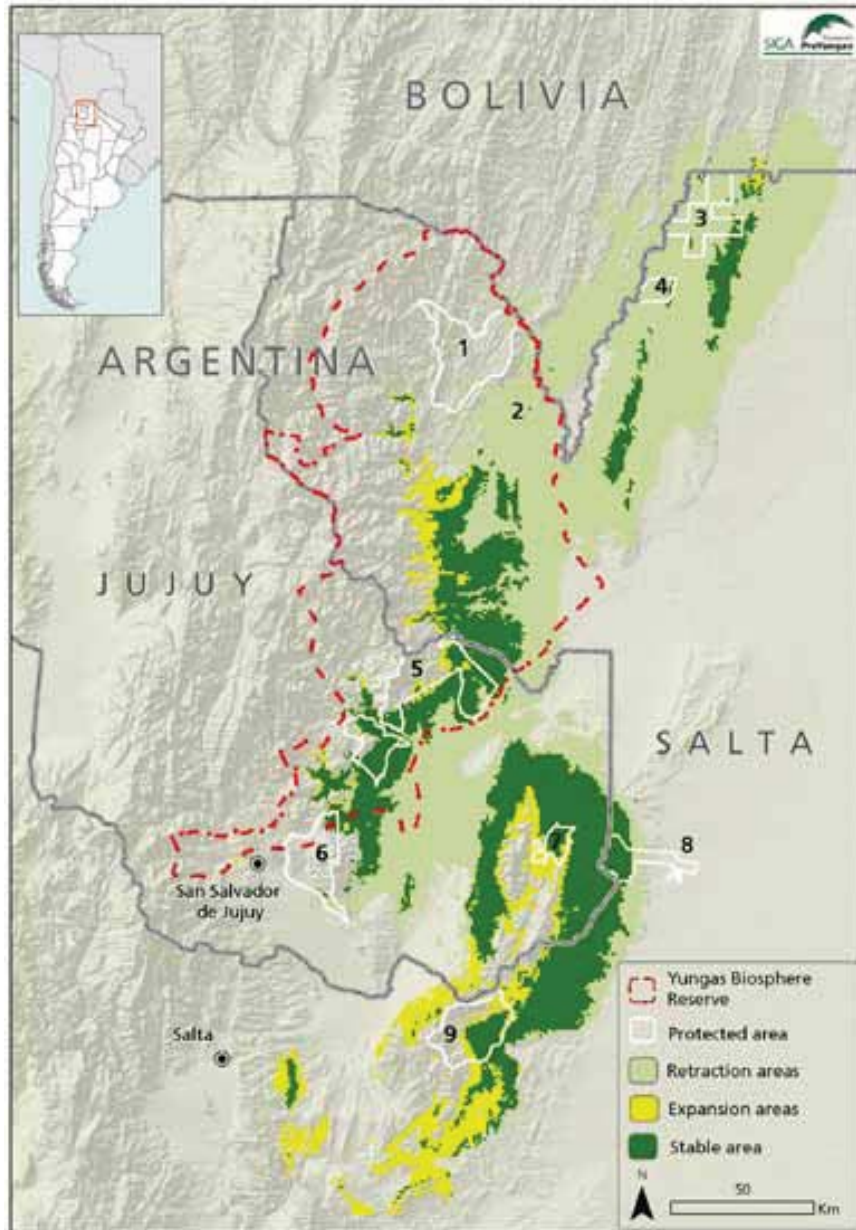 SIGA
ProYungas
BOLIVIA
3
4
1
ARGENTINA
2
JUJUY
5
SALTA
7
8
6
San Salvador
de Jujuy
9
Salta
Yungas Biosphere
Reserve
Protected area
Retraction areas
Expansion areas
Stable area
N
50
Km